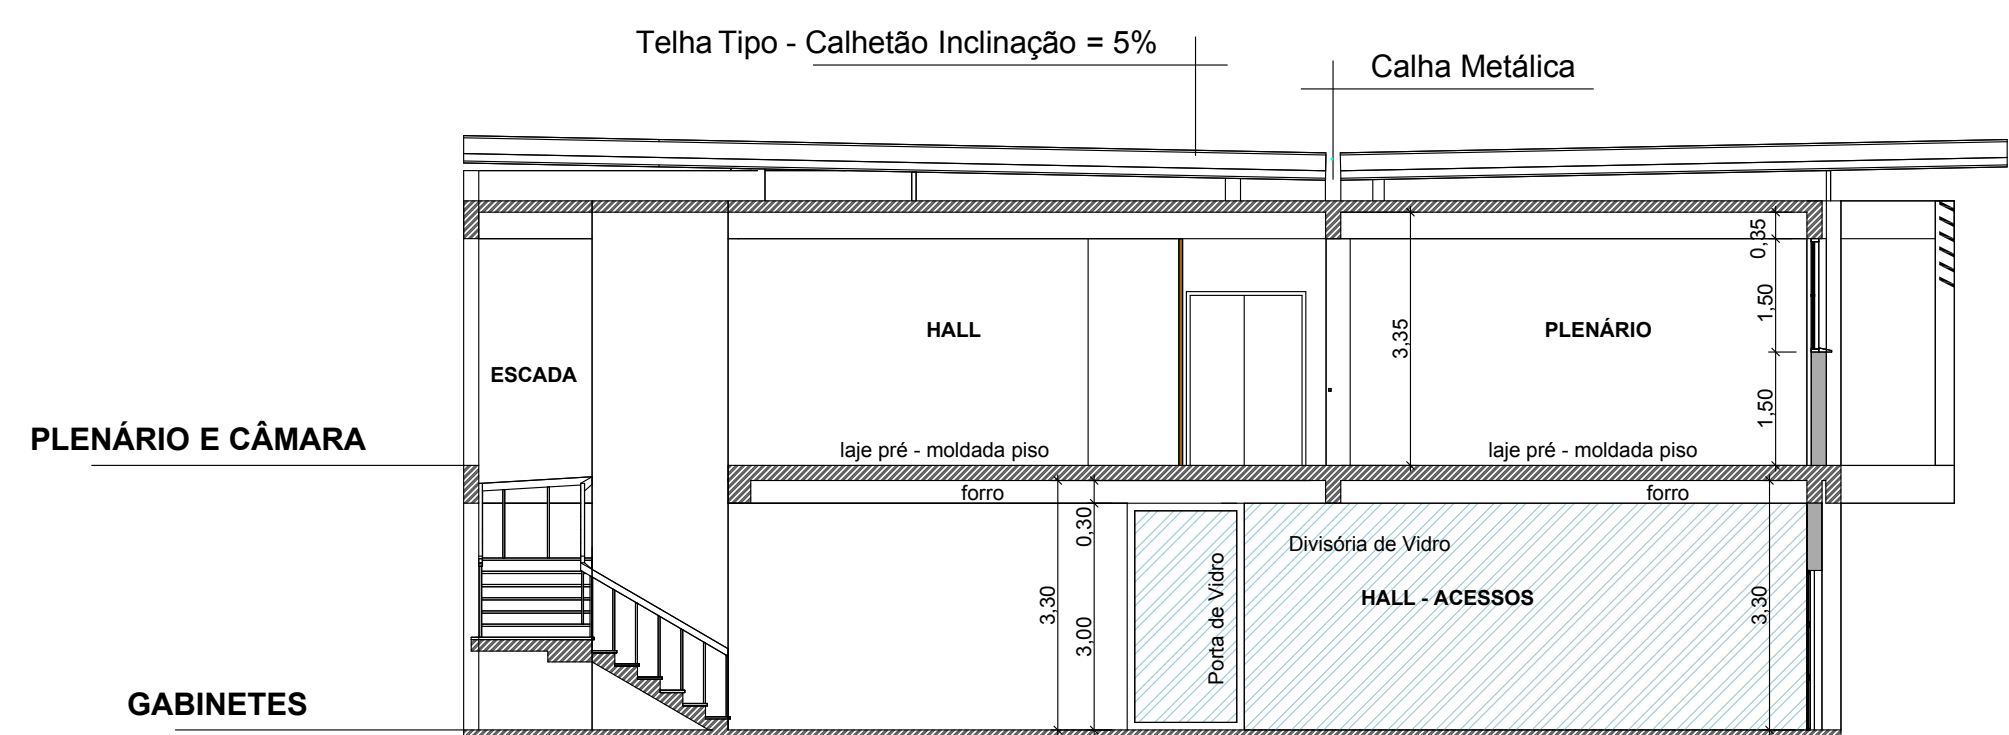 Telha Tipo - Calhetão Inclinação = 5%
Calha Metálica
0,35
1,50
HALL
PLENÁRIO
3,35
ESCADA
1,50
PLENÁRIO E CÂMARA
laje pré - moldada piso
laje pré - moldada piso
forro
forro
0,30
Divisória de Vidro
Porta de Vidro
HALL - ACESSOS
3,30
3,00
3,30
GABINETES